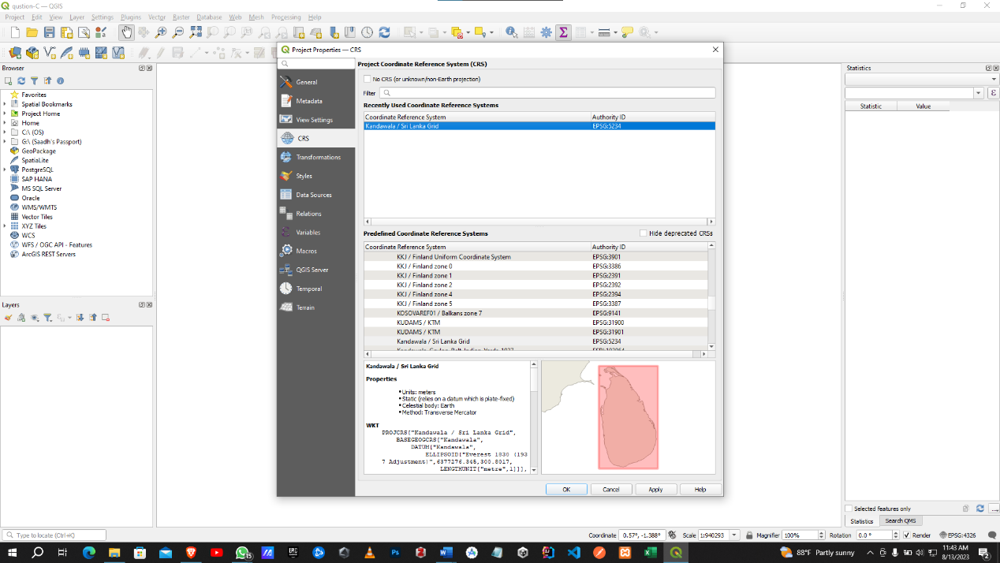 qustion-C — QGIS
Project Edit View Layer Settings Plugins Vector Raster Database Web Mesh Processing Help
Project Properties — CRS
Browser
Favorites
Spatial Bookmarks
Project Home
Home
C:\ (OS)
G:\ (Saadh's Passport)
GeoPackage
SpatiaLite
PostgreSQL
SAP HANA
MS SQL Server
Oracle
WMS/WMTS
Vector Tiles
XYZ Tiles
WCS
WFS / OGC API - Features
ArcGIS REST Servers
Layers
General
Metadata
View Settings
CRS
Transformations
Styles
Data Sources
Relations
Variables
Macros
QGIS Server
Temporal
Terrain
Project Coordinate Reference System (CRS)
No CRS (or unknown/non-Earth projection)
Filter
Recently Used Coordinate Reference Systems
Coordinate Reference System Authority ID
Kandawala / Sri Lanka Grid EPSG:5234
Predefined Coordinate Reference Systems Hide deprecated CRSs
Coordinate Reference System Authority ID
KKJ / Finland Uniform Coordinate System EPSG:3901
KKJ / Finland zone 0 EPSG:3386
KKJ / Finland zone 1 EPSG:2391
KKJ / Finland zone 2 EPSG:2392
KKJ / Finland zone 4 EPSG:2394
KKJ / Finland zone 5 EPSG:3387
KOSOVAREF01 / Balkans zone 7 EPSG:9141
KUDAMS / KTM EPSG:31900
KUDAMS / KTM EPSG:31901
Kandawala / Sri Lanka Grid EPSG:5234
Kandawala / Sri Lanka Grid
Properties
•Units: meters
•Static (relies on a datum which is plate-fixed)
•Celestial body: Earth
•Method: Transverse Mercator
WKT
PROJCRS["Kandawala / Sri Lanka Grid",
BASEGEOGCRS["Kandawala",
DATUM["Kandawala",
ELLIPSOID["Everest 1830 (193
7 Adjustment)",6377276.345,300.8017,
LENGTHUNIT["metre",1]]],
OK Cancel Apply Help
Statistics
Statistic Value
Selected features only
Statistics Search QMS
Type to locate (Ctrl+K) Coordinate 0.57°, -1.388° Scale 1:940293 Magnifier 100% Rotation 0.0 ° Render EPSG:4326
15
88°F Partly sunny
11:43 AM
8/13/2023
2